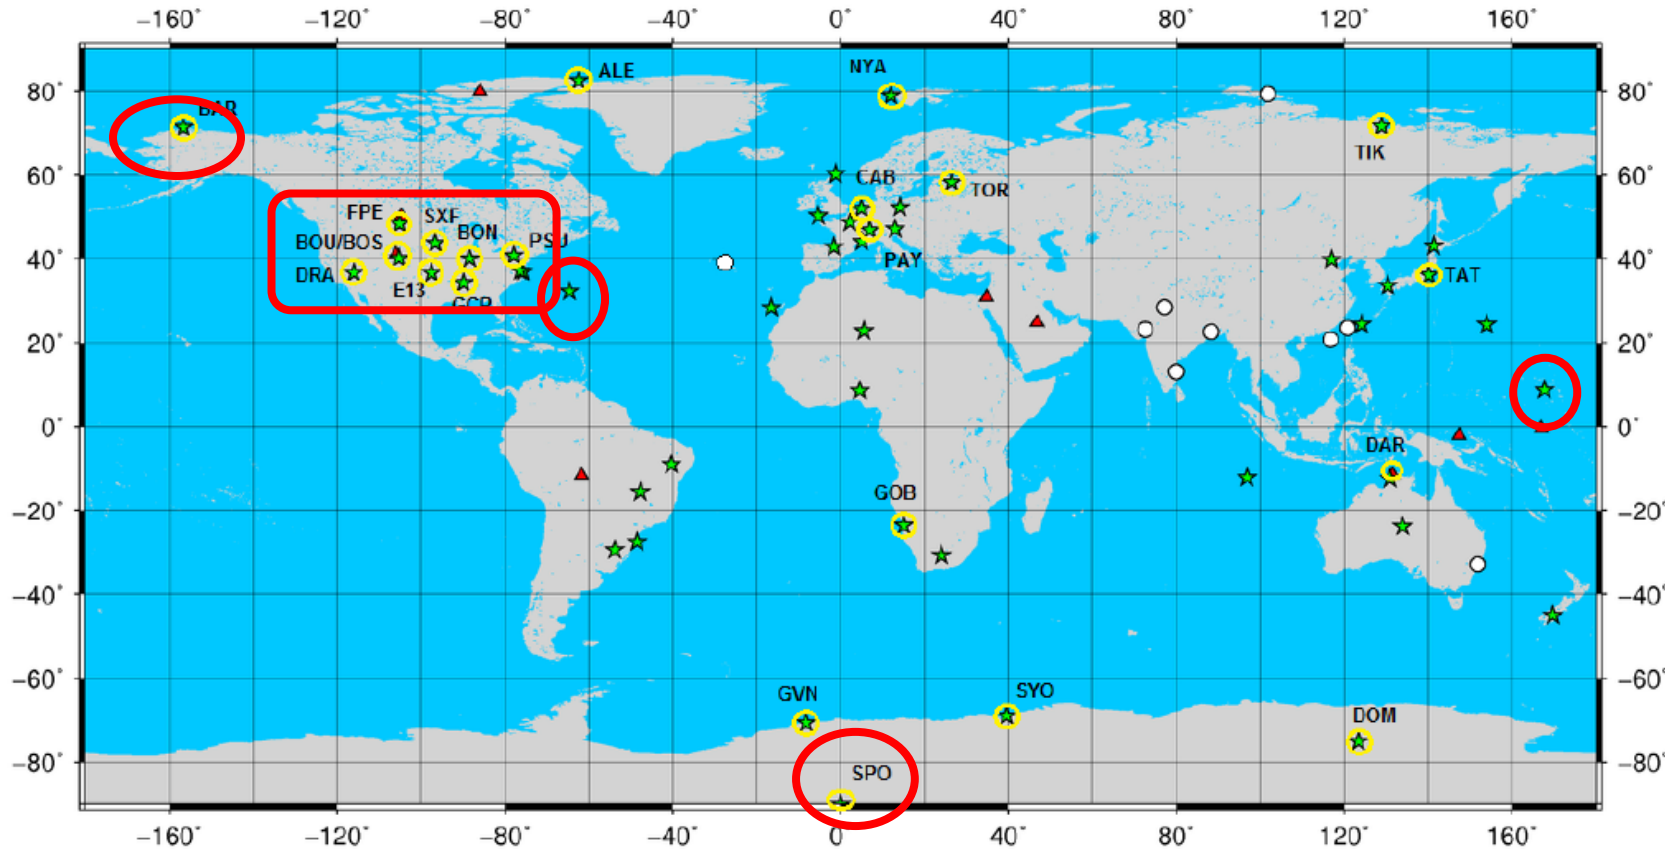 −160° −120° −80° −40° 0° 40° 80° 120° 160°
NYA
ALE
80° 80°
BAR
TIK
60° CAB 60°
TOR
FPE SXF
BON
BOU/BOS PSU
40° PAY 40°
DRA TAT
E13
20° 20°
0° 0°
DAR
GOB
−20° −20°
−40° −40°
−60° −60°
GVN SYO
DOM
−80° SPO −80°
−160° −120° −80° −40° 0° 40° 80° 120° 160°